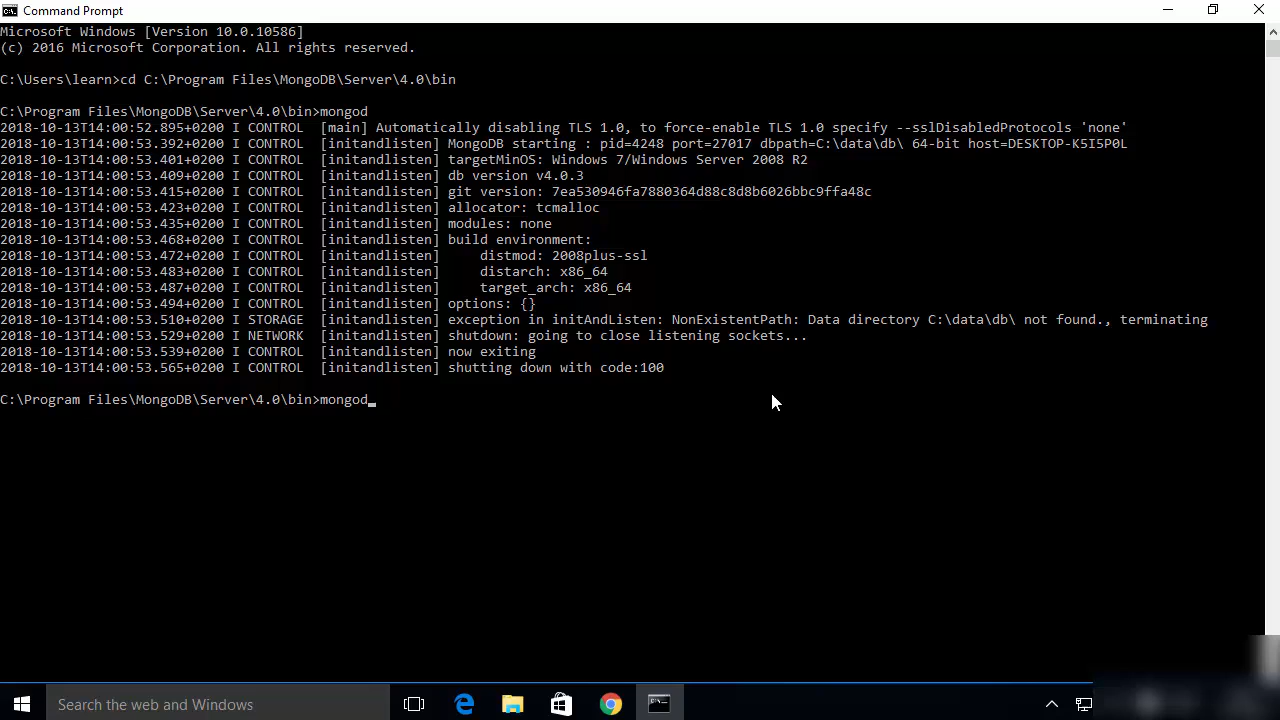 Command Prompt
Microsoft Windows [Version 10.0.10586]
(c) 2016 Microsoft Corporation. All rights reserved.
C:\Users\learn>cd C:\Program Files\MongoDB\Server\4.0\bin
C:\Program Files\MongoDB\Server\4.0\bin>mongod
2018-10-13T14:00:52.895+0200 I CONTROL  [main] Automatically disabling TLS 1.0, to force-enable TLS 1.0 specify --sslDisabledProtocols 'none'
2018-10-13T14:00:53.392+0200 I CONTROL  [initandlisten] MongoDB starting : pid=4248 port=27017 dbpath=C:\data\db\ 64-bit host=DESKTOP-K5I5P0L
2018-10-13T14:00:53.401+0200 I CONTROL  [initandlisten] targetMinOS: Windows 7/Windows Server 2008 R2
2018-10-13T14:00:53.409+0200 I CONTROL  [initandlisten] db version v4.0.3
2018-10-13T14:00:53.415+0200 I CONTROL  [initandlisten] git version: 7ea530946fa7880364d88c8d8b6026bbc9ffa48c
2018-10-13T14:00:53.423+0200 I CONTROL  [initandlisten] allocator: tcmalloc
2018-10-13T14:00:53.435+0200 I CONTROL  [initandlisten] modules: none
2018-10-13T14:00:53.468+0200 I CONTROL  [initandlisten] build environment:
2018-10-13T14:00:53.472+0200 I CONTROL  [initandlisten]     distmod: 2008plus-ssl
2018-10-13T14:00:53.483+0200 I CONTROL  [initandlisten]     distarch: x86_64
2018-10-13T14:00:53.487+0200 I CONTROL  [initandlisten]     target_arch: x86_64
2018-10-13T14:00:53.494+0200 I CONTROL  [initandlisten] options: {}
2018-10-13T14:00:53.510+0200 I STORAGE  [initandlisten] exception in initAndListen: NonExistentPath: Data directory C:\data\db\ not found., terminating
2018-10-13T14:00:53.529+0200 I NETWORK  [initandlisten] shutdown: going to close listening sockets...
2018-10-13T14:00:53.539+0200 I CONTROL  [initandlisten] now exiting
2018-10-13T14:00:53.565+0200 I CONTROL  [initandlisten] shutting down with code:100
C:\Program Files\MongoDB\Server\4.0\bin>mongod
Search the web and Windows